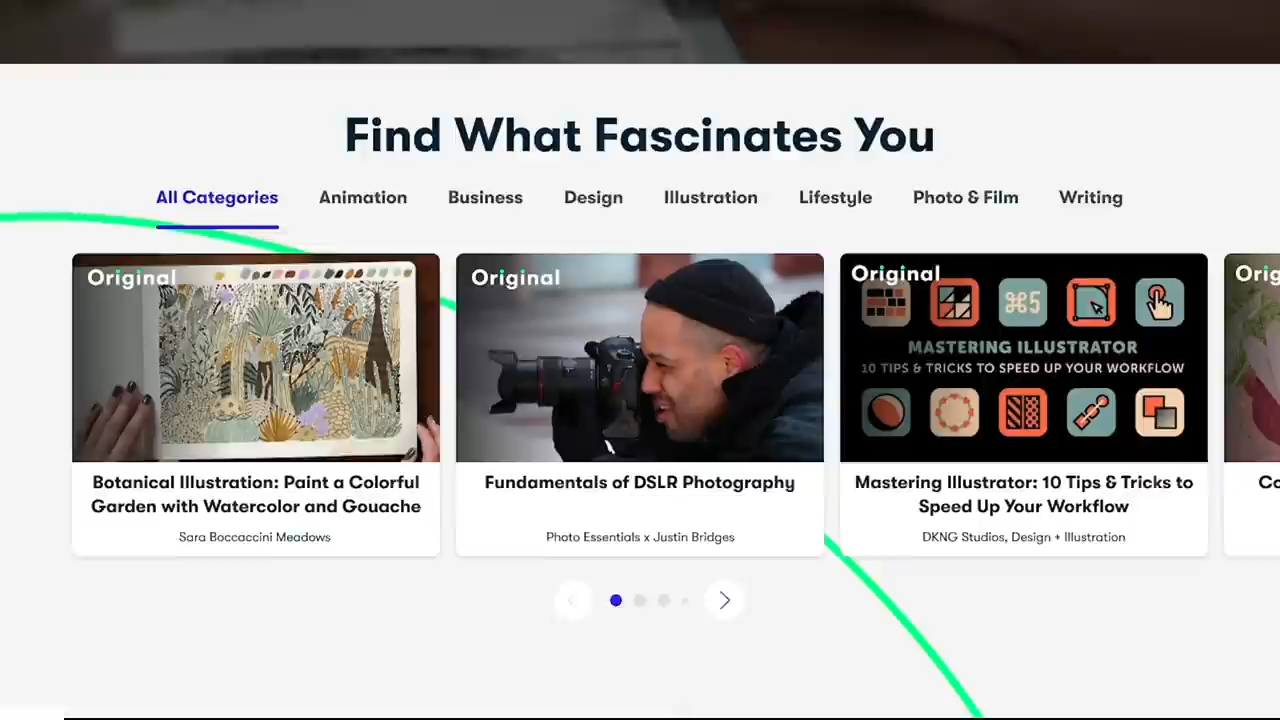 Find What Fascinates You
All Categories Animation Business Design Illustration Lifestyle Photo & Film Writing
Original
Botanical Illustration: Paint a Colorful
Garden with Watercolor and Gouache
Sara Boccaccini Meadows
Original
Fundamentals of DSLR Photography
Photo Essentials x Justin Bridges
Original
⌘5
MASTERING ILLUSTRATOR
10 TIPS & TRICKS TO SPEED UP YOUR WORKFLOW
Mastering Illustrator: 10 Tips & Tricks to
Speed Up Your Workflow
DKNG Studios, Design + Illustration
Orig
Co